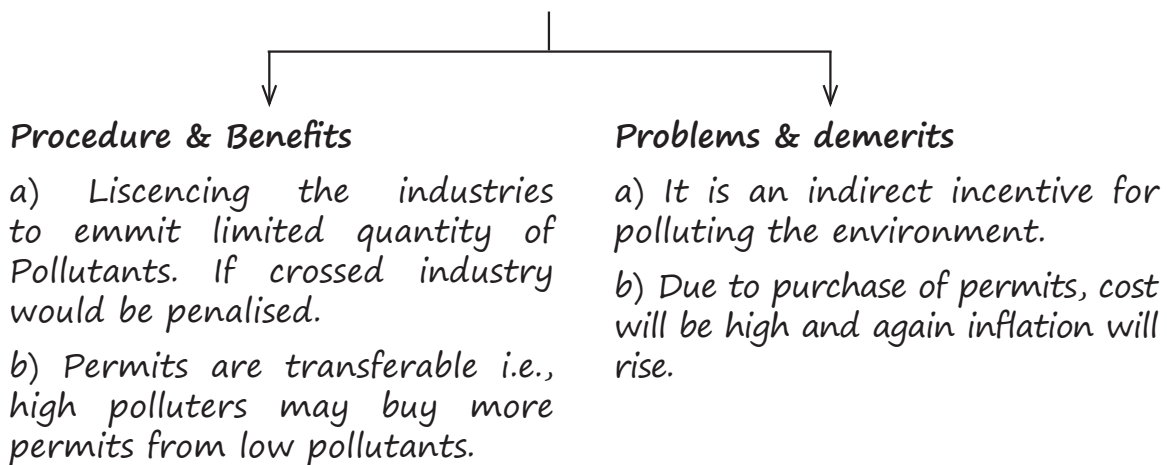 Procedure & Benefits
a) Liscencing the industries
to emmit limited quantity of
Pollutants. If crossed industry
would be penalised.
b) Permits are transferable i.e.,
high polluters may buy more
permits from low pollutants.
Problems & demerits
a) It is an indirect incentive for
polluting the environment.
b) Due to purchase of permits, cost
will be high and again inflation will
rise.